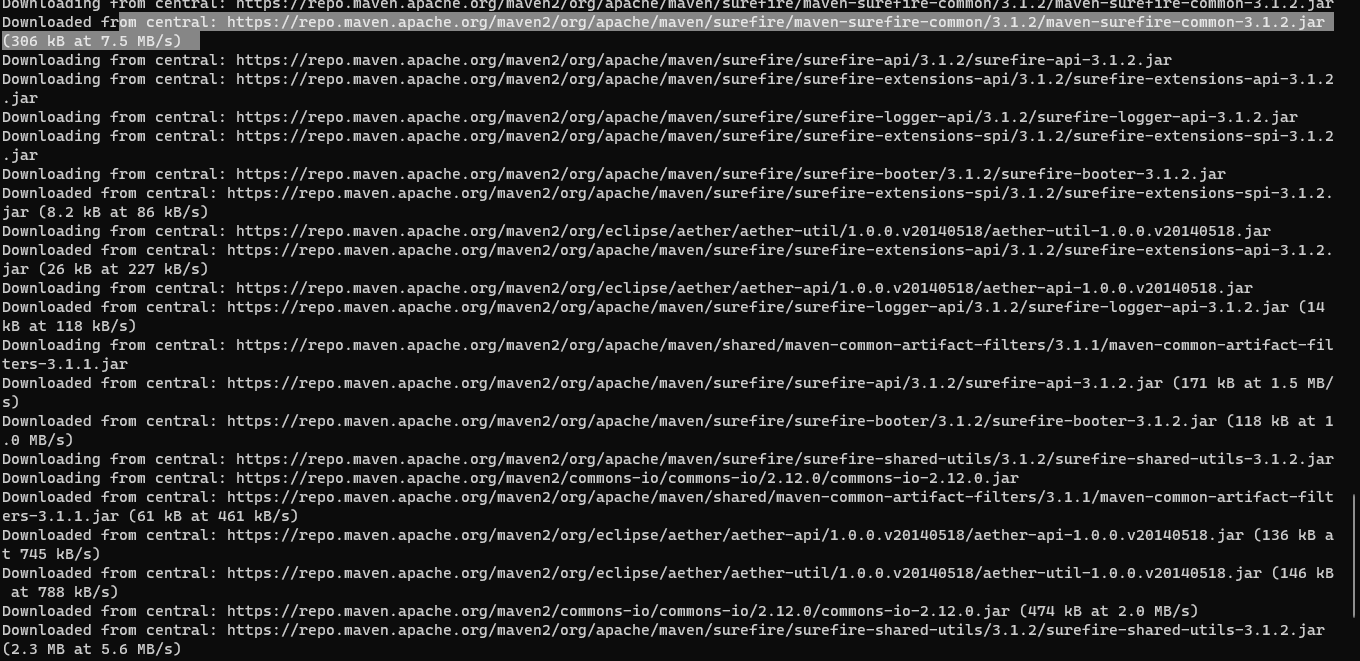 Downloading from central: https://repo.maven.apache.org/maven2/org/apache/maven/surefire/maven-surefire-common/3.1.2/maven-surefire-common-3.1.2.jar
Downloaded from central: https://repo.maven.apache.org/maven2/org/apache/maven/surefire/maven-surefire-common/3.1.2/maven-surefire-common-3.1.2.jar
(306 kB at 7.5 MB/s)
Downloading from central: https://repo.maven.apache.org/maven2/org/apache/maven/surefire/surefire-api/3.1.2/surefire-api-3.1.2.jar
Downloading from central: https://repo.maven.apache.org/maven2/org/apache/maven/surefire/surefire-extensions-api/3.1.2/surefire-extensions-api-3.1.2
.jar
Downloading from central: https://repo.maven.apache.org/maven2/org/apache/maven/surefire/surefire-logger-api/3.1.2/surefire-logger-api-3.1.2.jar
Downloading from central: https://repo.maven.apache.org/maven2/org/apache/maven/surefire/surefire-extensions-spi/3.1.2/surefire-extensions-spi-3.1.2
.jar
Downloading from central: https://repo.maven.apache.org/maven2/org/apache/maven/surefire/surefire-booter/3.1.2/surefire-booter-3.1.2.jar
Downloaded from central: https://repo.maven.apache.org/maven2/org/apache/maven/surefire/surefire-extensions-spi/3.1.2/surefire-extensions-spi-3.1.2.
jar (8.2 kB at 86 kB/s)
Downloading from central: https://repo.maven.apache.org/maven2/org/eclipse/aether/aether-util/1.0.0.v20140518/aether-util-1.0.0.v20140518.jar
Downloaded from central: https://repo.maven.apache.org/maven2/org/apache/maven/surefire/surefire-extensions-api/3.1.2/surefire-extensions-api-3.1.2.
jar (26 kB at 227 kB/s)
Downloading from central: https://repo.maven.apache.org/maven2/org/eclipse/aether/aether-api/1.0.0.v20140518/aether-api-1.0.0.v20140518.jar
Downloaded from central: https://repo.maven.apache.org/maven2/org/apache/maven/surefire/surefire-logger-api/3.1.2/surefire-logger-api-3.1.2.jar (14
kB at 118 kB/s)
Downloading from central: https://repo.maven.apache.org/maven2/org/apache/maven/shared/maven-common-artifact-filters/3.1.1/maven-common-artifact-fil
ters-3.1.1.jar
Downloaded from central: https://repo.maven.apache.org/maven2/org/apache/maven/surefire/surefire-api/3.1.2/surefire-api-3.1.2.jar (171 kB at 1.5 MB/
s)
Downloaded from central: https://repo.maven.apache.org/maven2/org/apache/maven/surefire/surefire-booter/3.1.2/surefire-booter-3.1.2.jar (118 kB at 1
.0 MB/s)
Downloading from central: https://repo.maven.apache.org/maven2/org/apache/maven/surefire/surefire-shared-utils/3.1.2/surefire-shared-utils-3.1.2.jar
Downloading from central: https://repo.maven.apache.org/maven2/commons-io/commons-io/2.12.0/commons-io-2.12.0.jar
Downloaded from central: https://repo.maven.apache.org/maven2/org/apache/maven/shared/maven-common-artifact-filters/3.1.1/maven-common-artifact-filt
ers-3.1.1.jar (61 kB at 461 kB/s)
Downloaded from central: https://repo.maven.apache.org/maven2/org/eclipse/aether/aether-api/1.0.0.v20140518/aether-api-1.0.0.v20140518.jar (136 kB a
t 745 kB/s)
Downloaded from central: https://repo.maven.apache.org/maven2/org/eclipse/aether/aether-util/1.0.0.v20140518/aether-util-1.0.0.v20140518.jar (146 kB
at 788 kB/s)
Downloaded from central: https://repo.maven.apache.org/maven2/commons-io/commons-io/2.12.0/commons-io-2.12.0.jar (474 kB at 2.0 MB/s)
Downloaded from central: https://repo.maven.apache.org/maven2/org/apache/maven/surefire/surefire-shared-utils/3.1.2/surefire-shared-utils-3.1.2.jar
(2.3 MB at 5.6 MB/s)